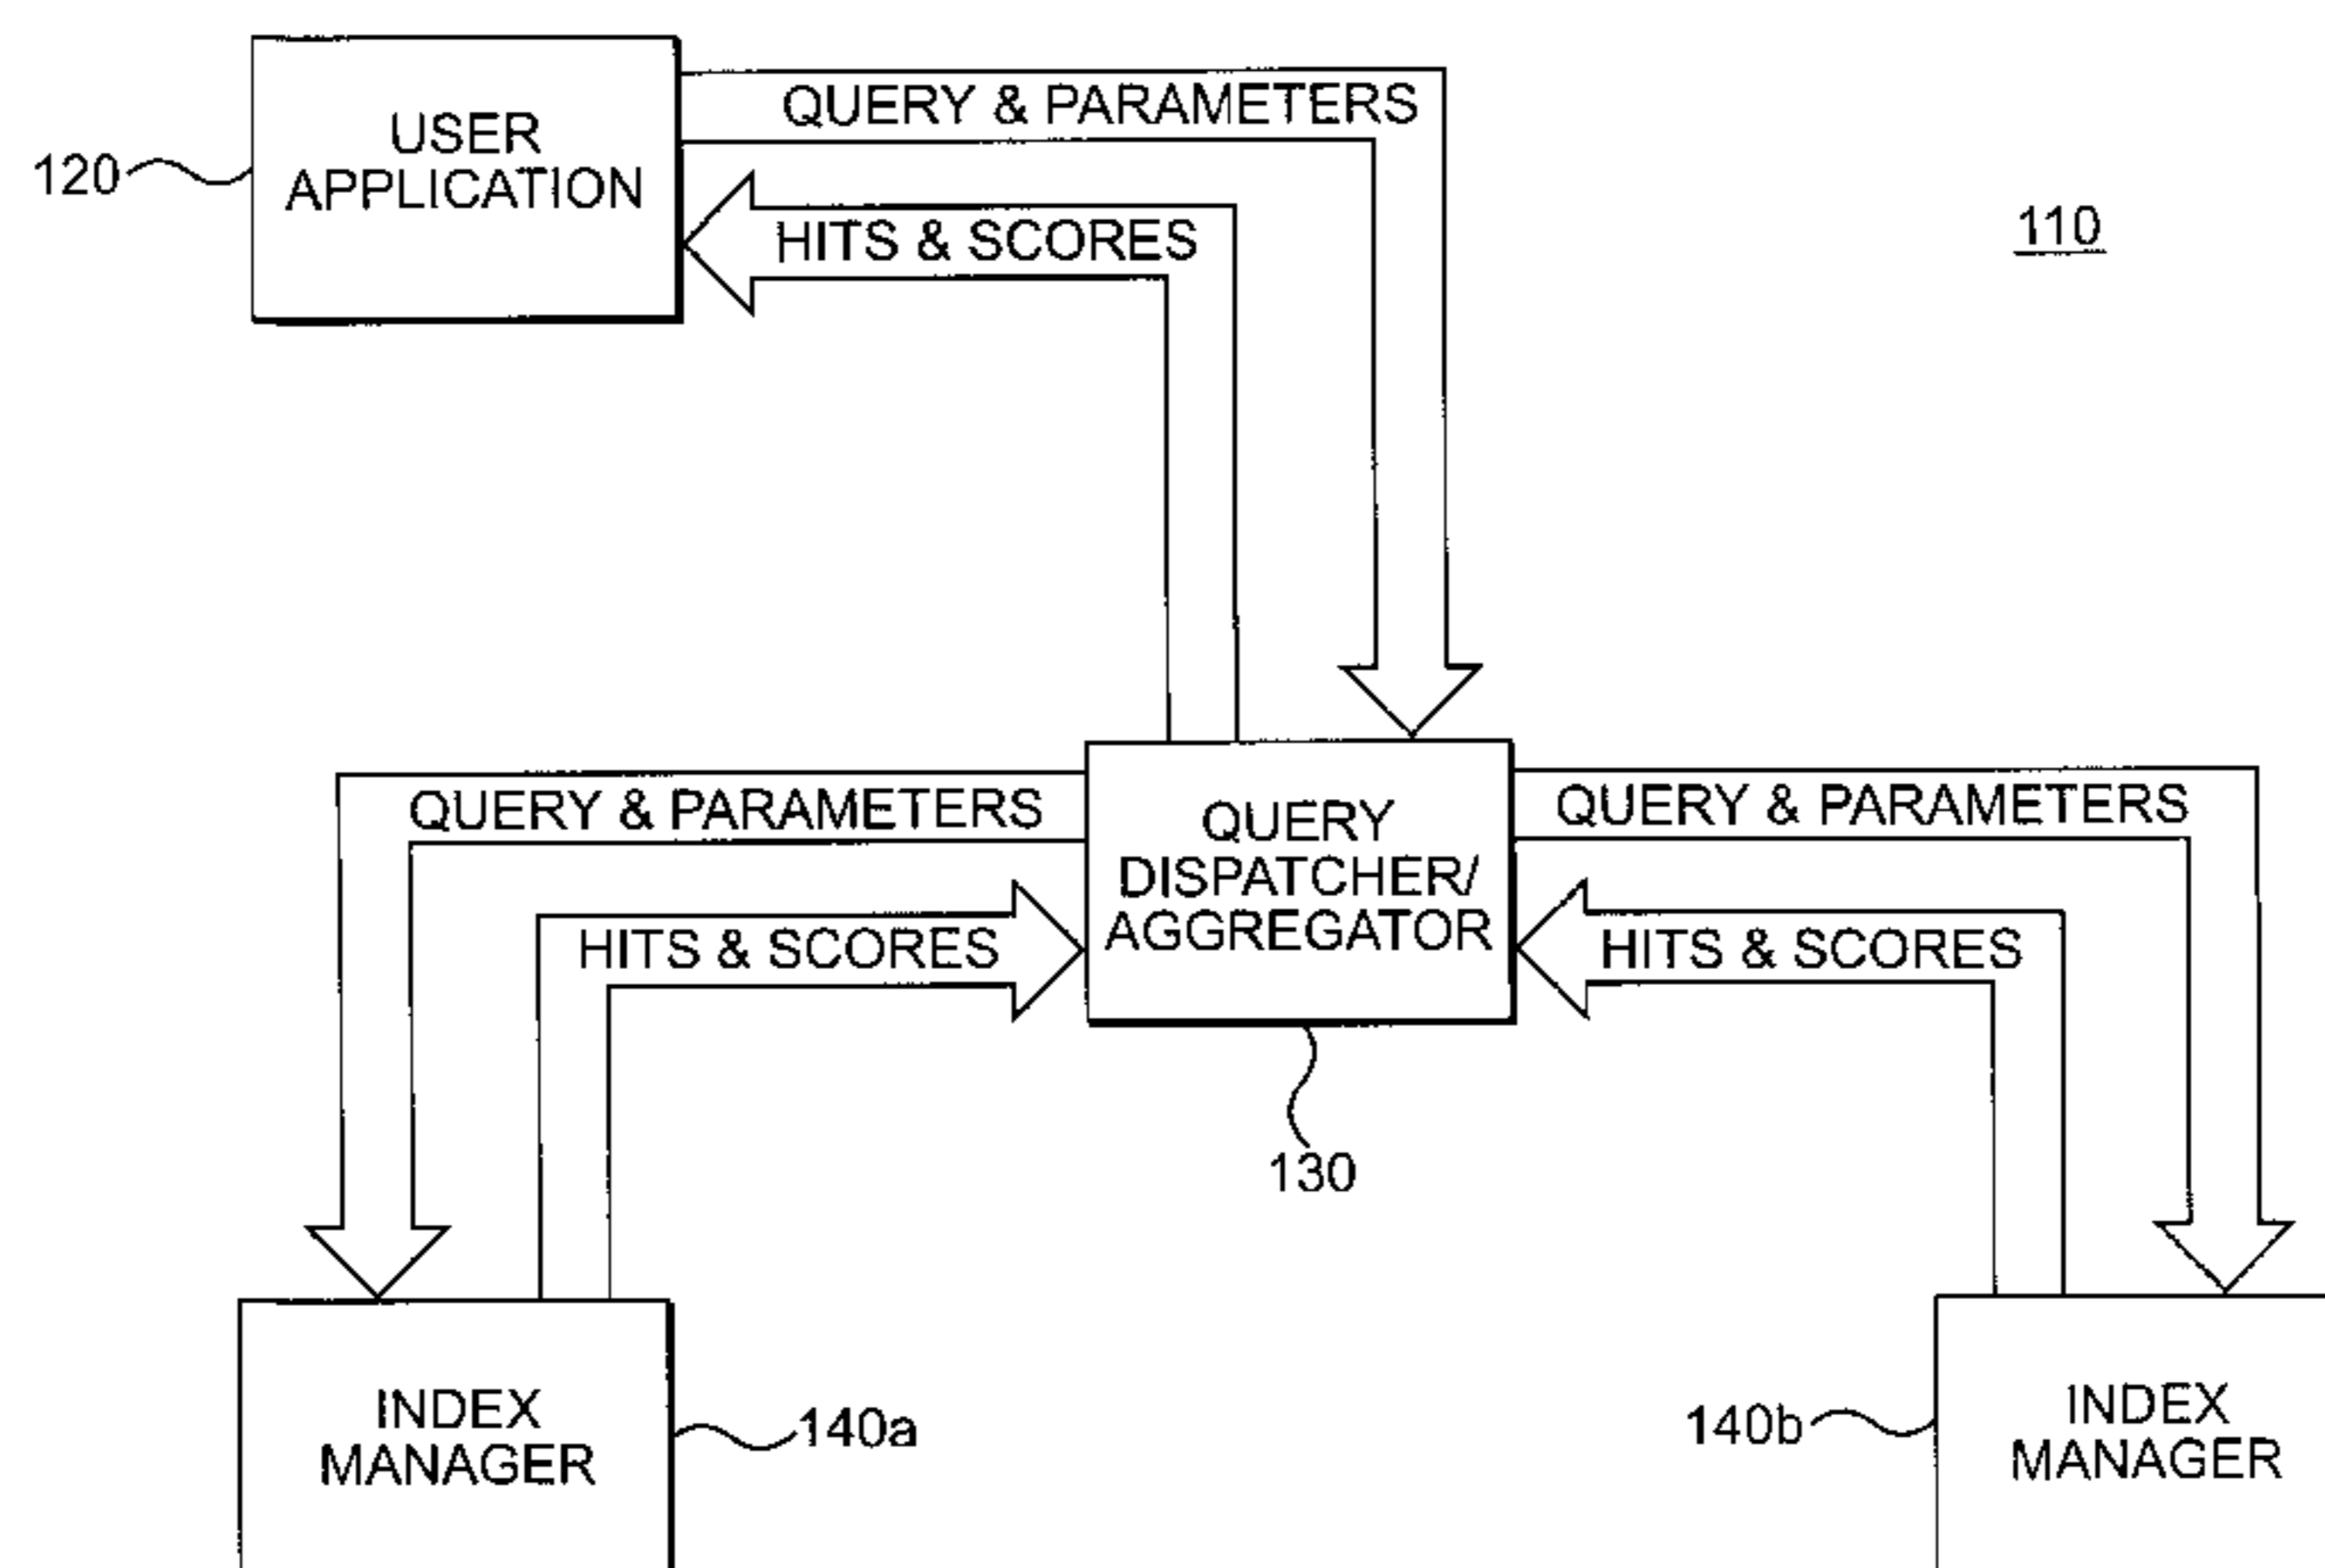 QUERY & PARAMETERS
USER
APPLICATION
120
HITS & SCORES
110
QUERY & PARAMETERS
QUERY
DISPATCHER/
AGGREGATOR
QUERY & PARAMETERS
HITS & SCORES
HITS & SCORES
130
INDEX
MANAGER
140a
140b
INDEX
MANAGER